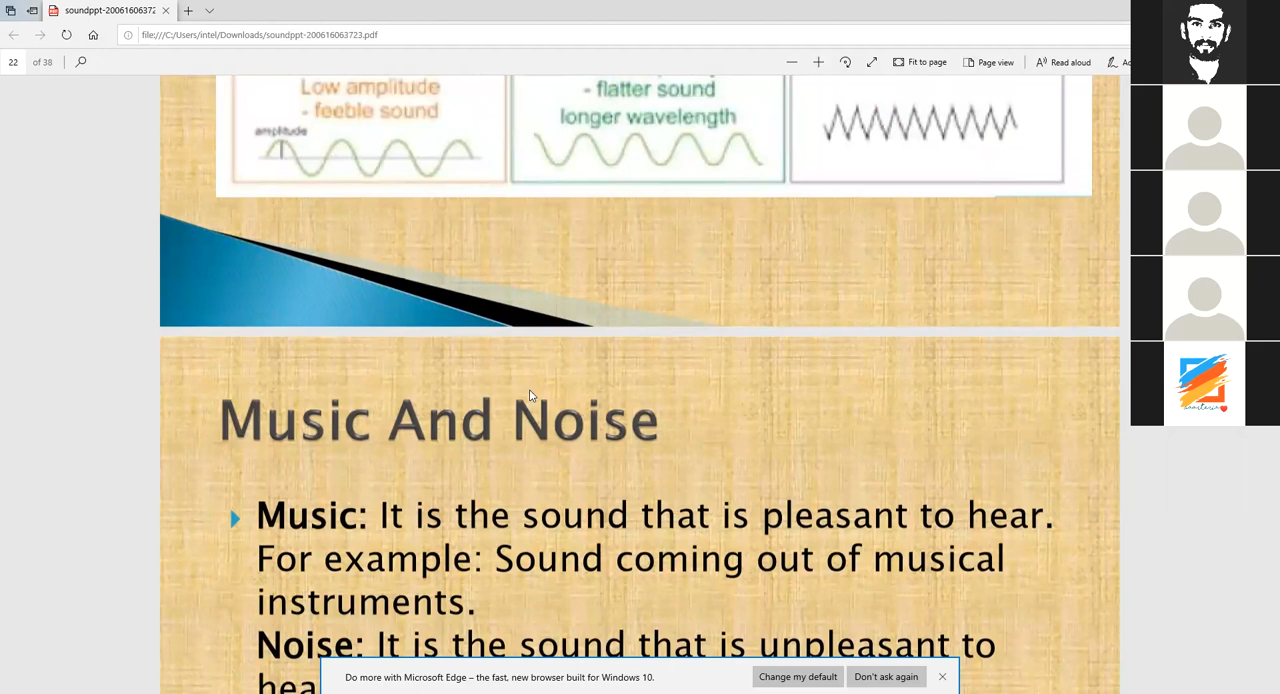 soundppt-200616063723
file:///C:/Users/intel/Downloads/soundppt-200616063723.pdf
22 of 38
Fit to page
Page view
Read aloud
Low amplitude
- feeble sound
amplitude
- flatter sound
longer wavelength
Music And Noise
Music: It is the sound that is pleasant to hear.
For example: Sound coming out of musical
instruments.
Noise: It is the sound that is unpleasant to
Do more with Microsoft Edge – the fast, new browser built for Windows 10.
Change my default
Don't ask again